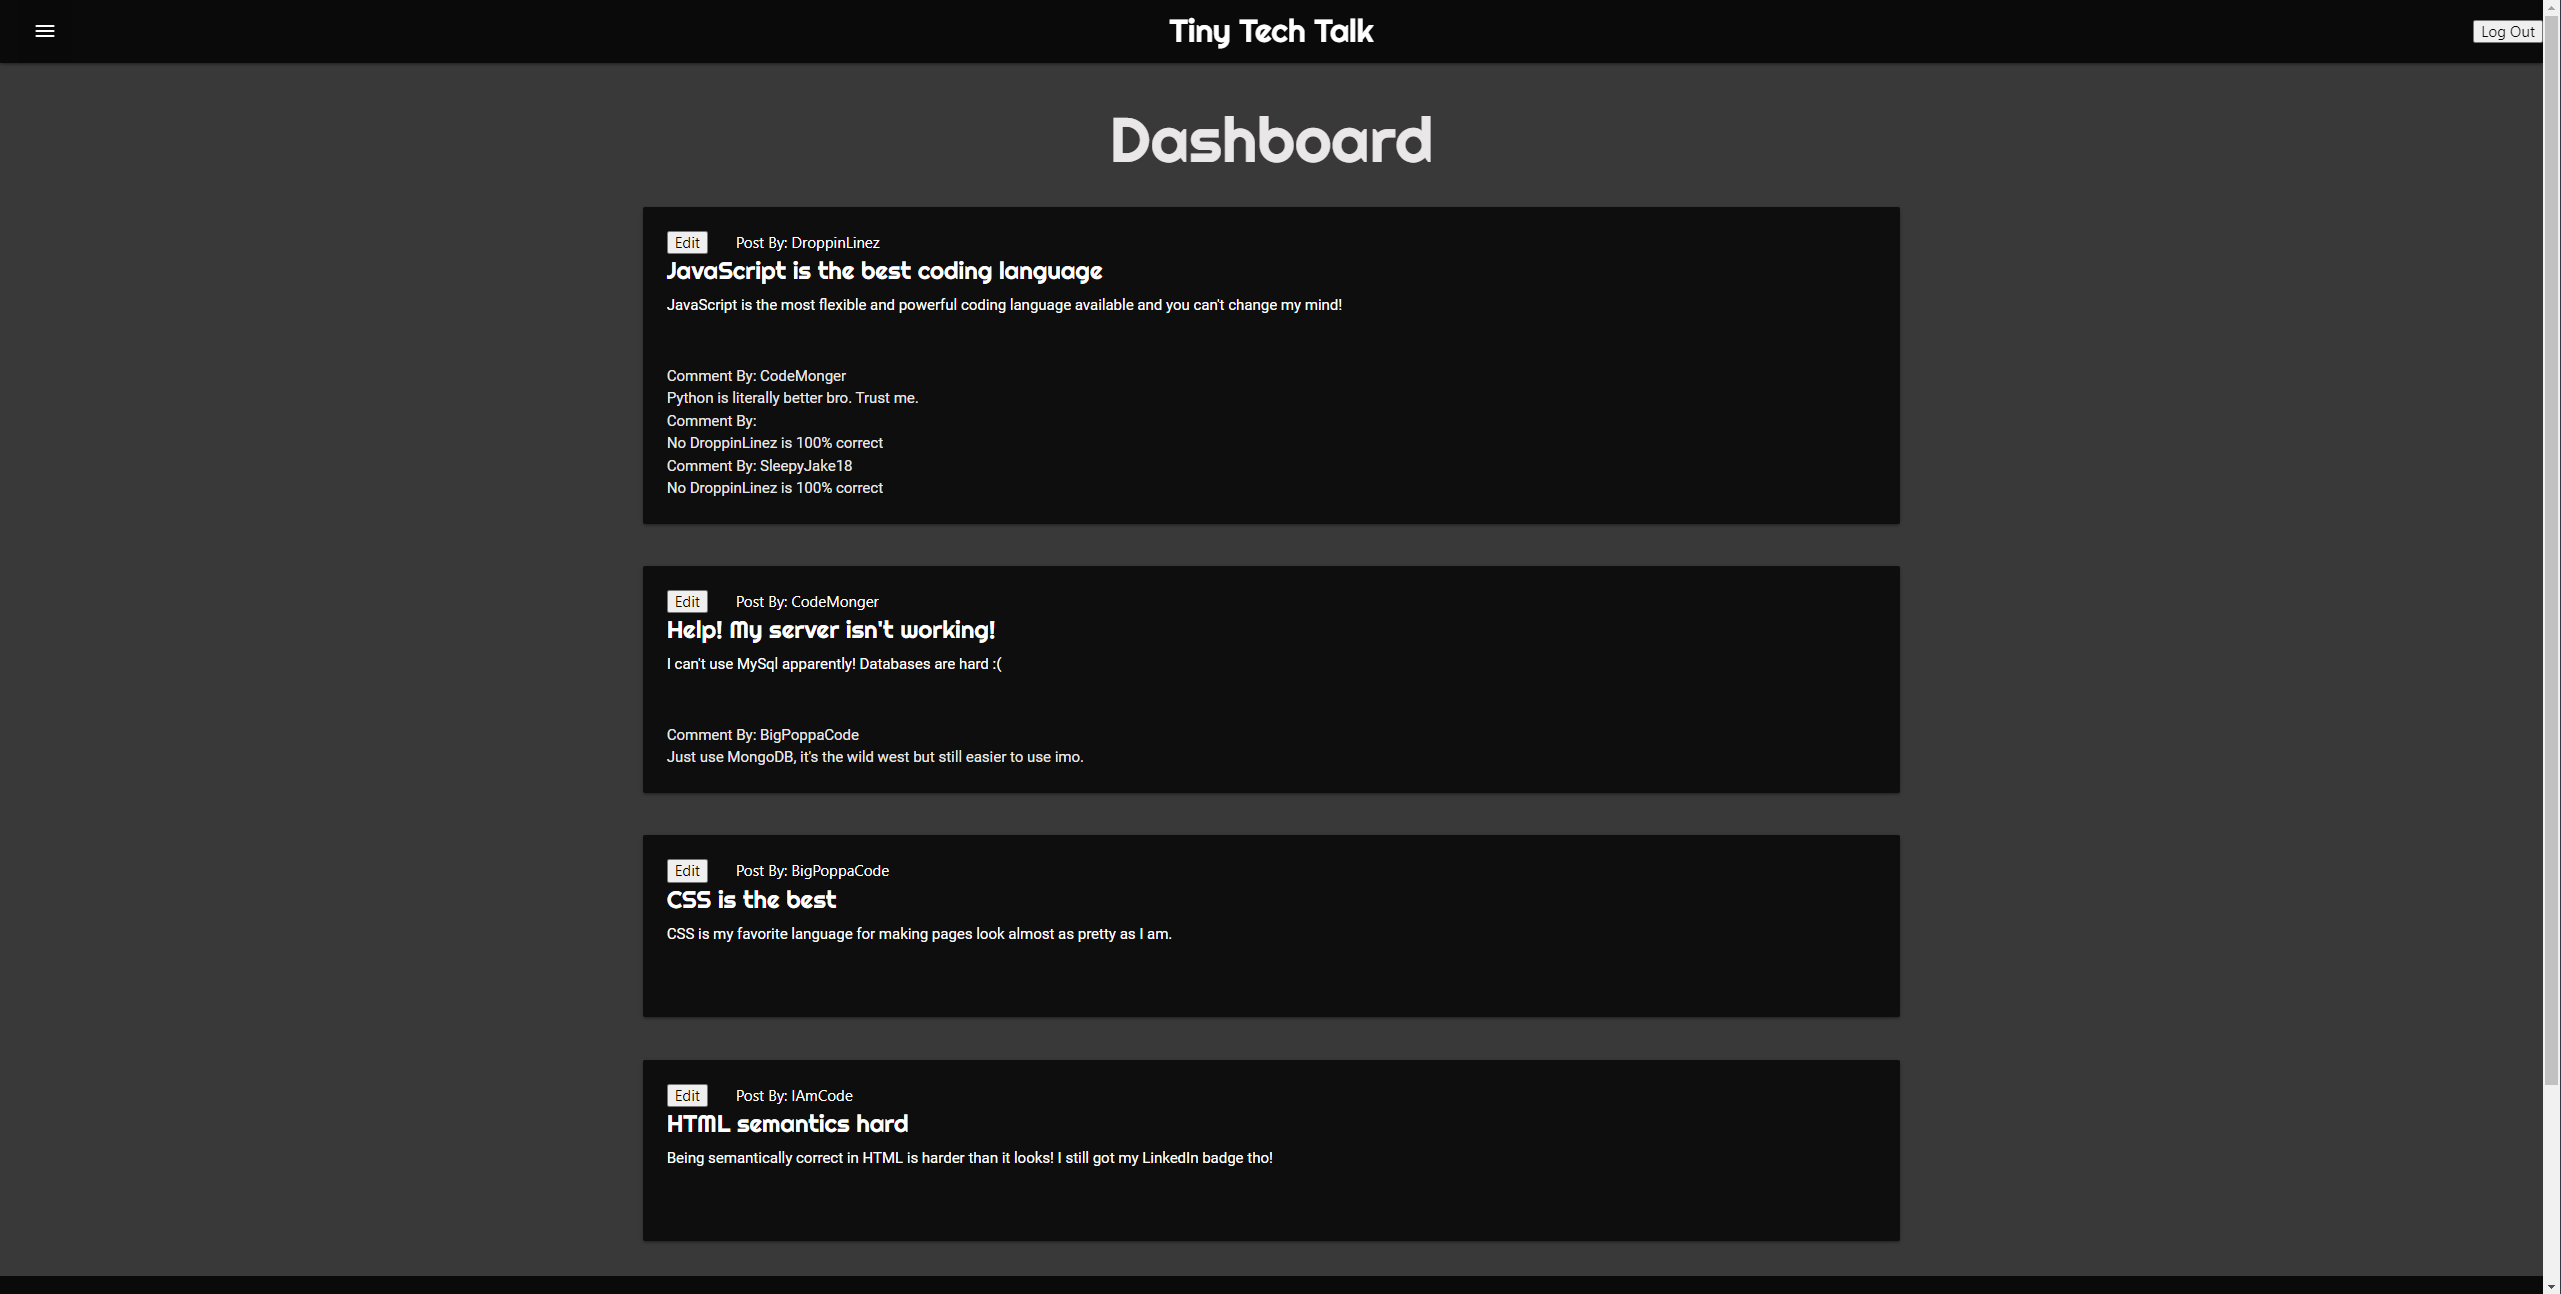 Tiny Tech Talk
Log Out
Dashboard
Edit Post By: DroppinLinez
JavaScript is the best coding language
JavaScript is the most flexible and powerful coding language available and you can't change my mind!
Comment By: CodeMonger
Python is literally better bro. Trust me.
Comment By:
No DroppinLinez is 100% correct
Comment By: SleepyJake18
No DroppinLinez is 100% correct
Edit Post By: CodeMonger
Help! My server isn't working!
I can't use MySql apparently! Databases are hard :(
Comment By: BigPoppaCode
Just use MongoDB, it's the wild west but still easier to use imo.
Edit Post By: BigPoppaCode
CSS is the best
CSS is my favorite language for making pages look almost as pretty as I am.
Edit Post By: IAmCode
HTML semantics hard
Being semantically correct in HTML is harder than it looks! I still got my LinkedIn badge tho!